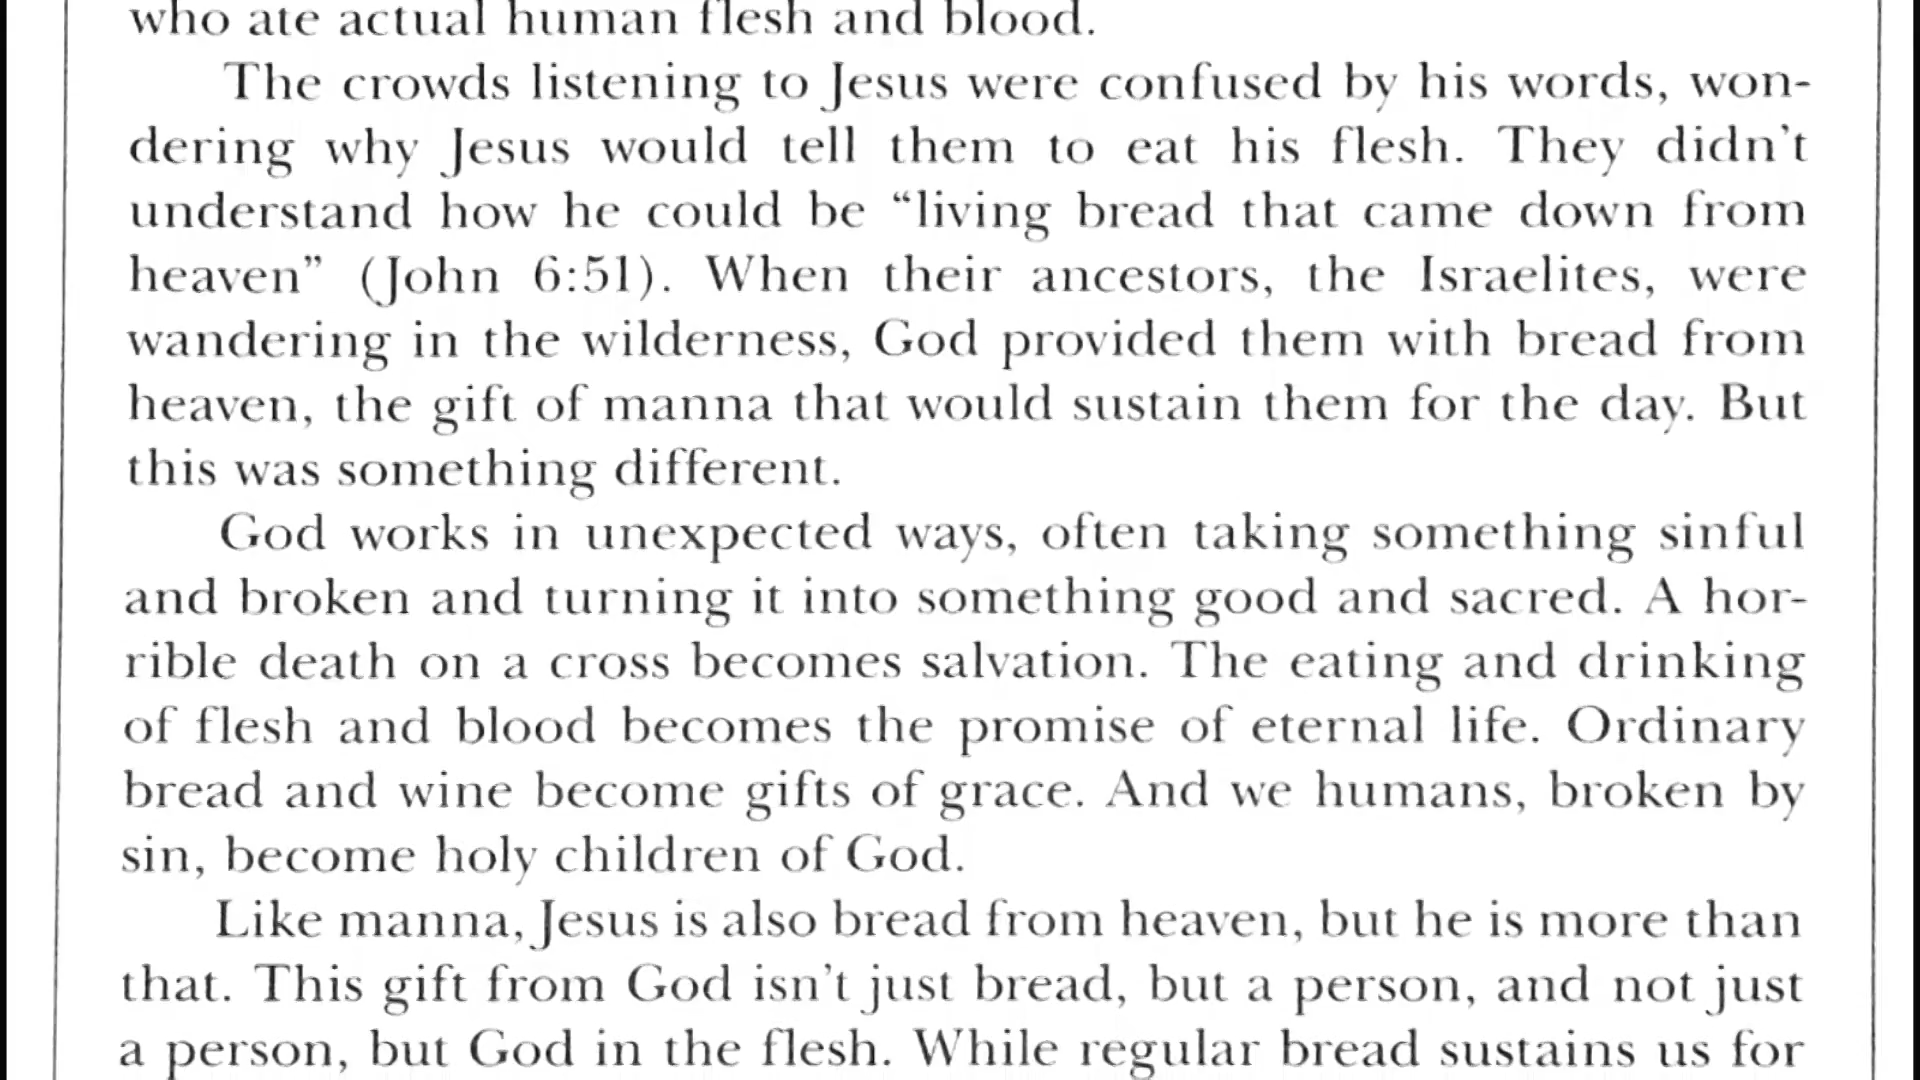 who ate actual human flesh and blood.
The crowds listening to Jesus were confused by his words, won-
dering why Jesus would tell them to eat his flesh. They didn't
understand how he could be “living bread that came down from
heaven” (John 6:51). When their ancestors, the Israelites, were
wandering in the wilderness, God provided them with bread from
heaven, the gift of manna that would sustain them for the day. But
this was something different.
God works in unexpected ways, often taking something sinful
and broken and turning it into something good and sacred. A hor-
rible death on a cross becomes salvation. The eating and drinking
of flesh and blood becomes the promise of eternal life. Ordinary
bread and wine become gifts of grace. And we humans, broken by
sin, become holy children of God.
Like manna, Jesus is also bread from heaven, but he is more than
that. This gift from God isn't just bread, but a person, and not just
a person, but God in the flesh. While regular bread sustains us for